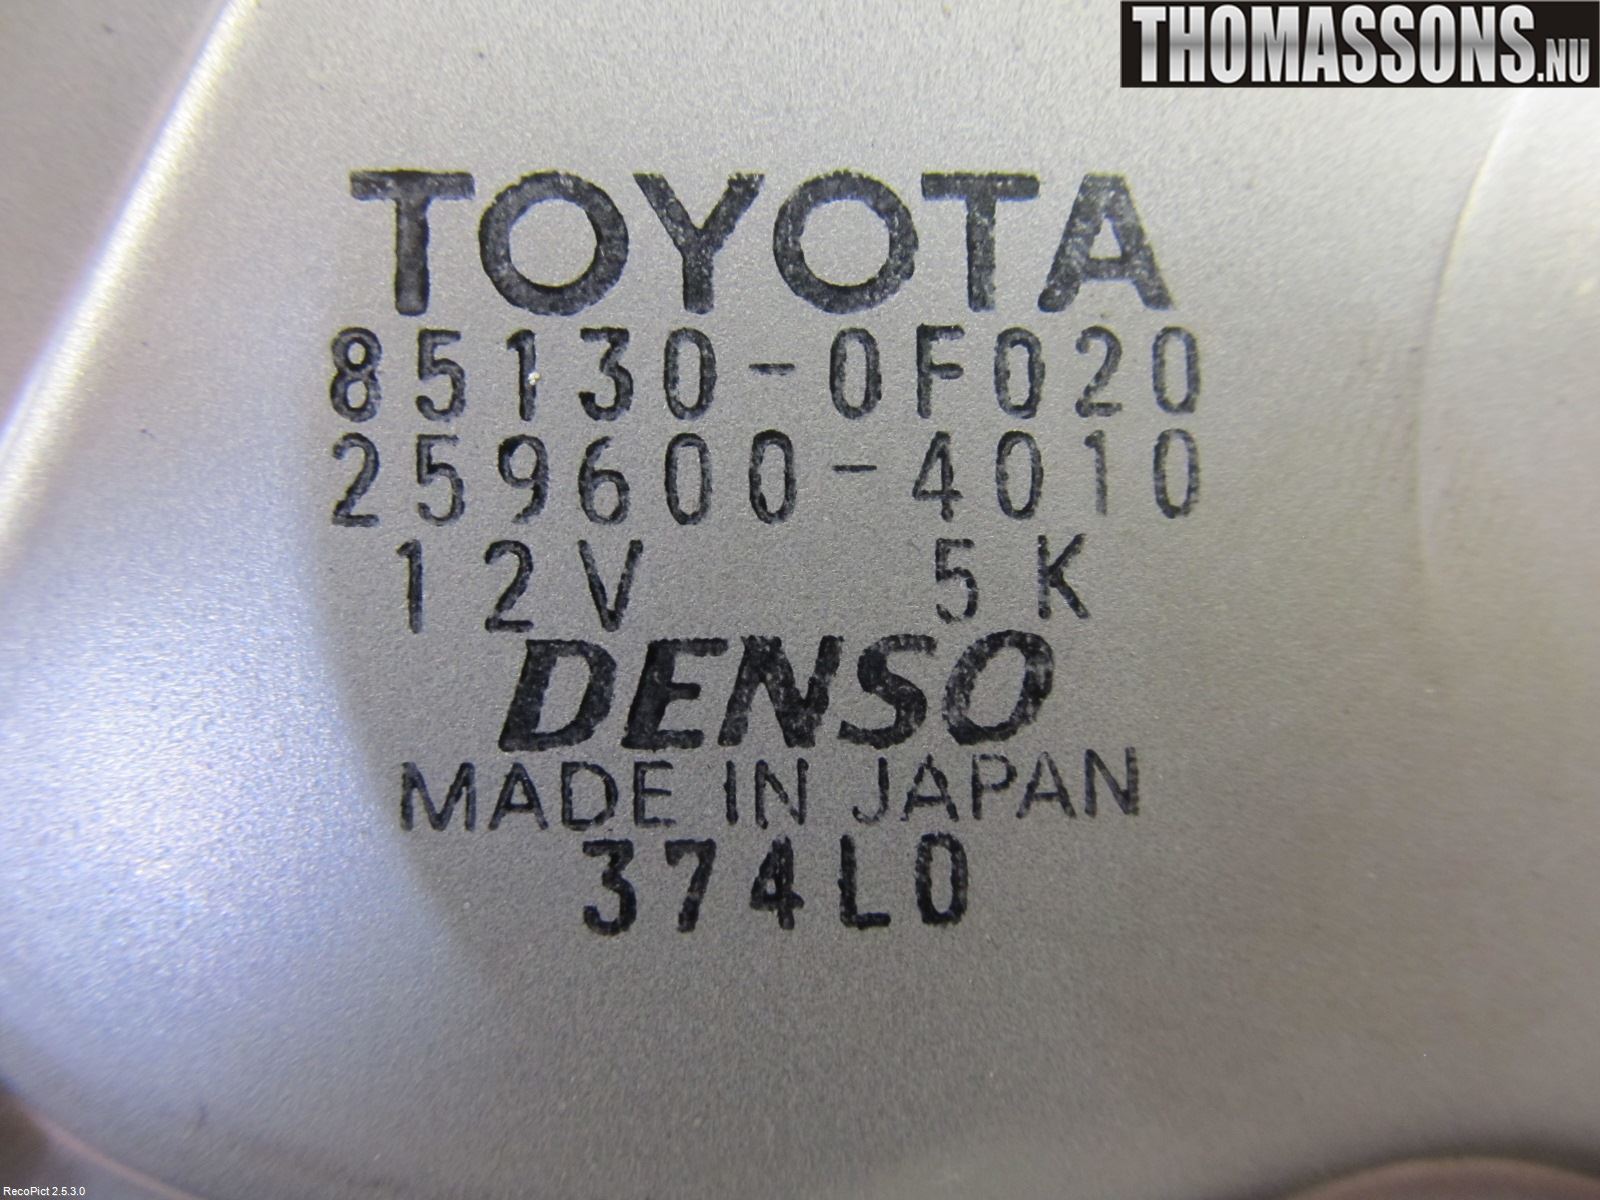 THOMASSONS.NU
TOYOTA
85130-0F020
259600-4010
12V 5K
DENSO
MADE IN JAPAN
374L0
RecoPict 2.5.3.0